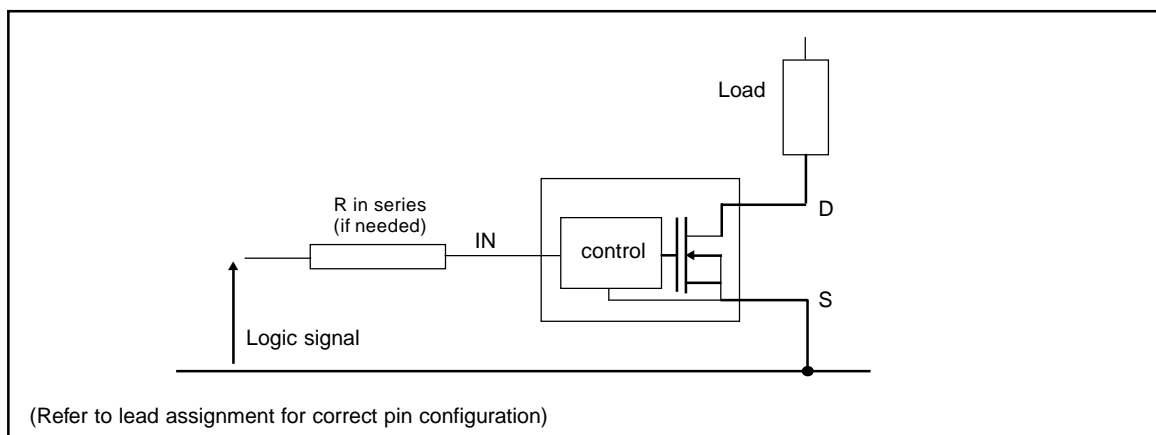 Load
R in series
(if needed)
IN
D
control
S
Logic signal
(Refer to lead assignment for correct pin configuration)